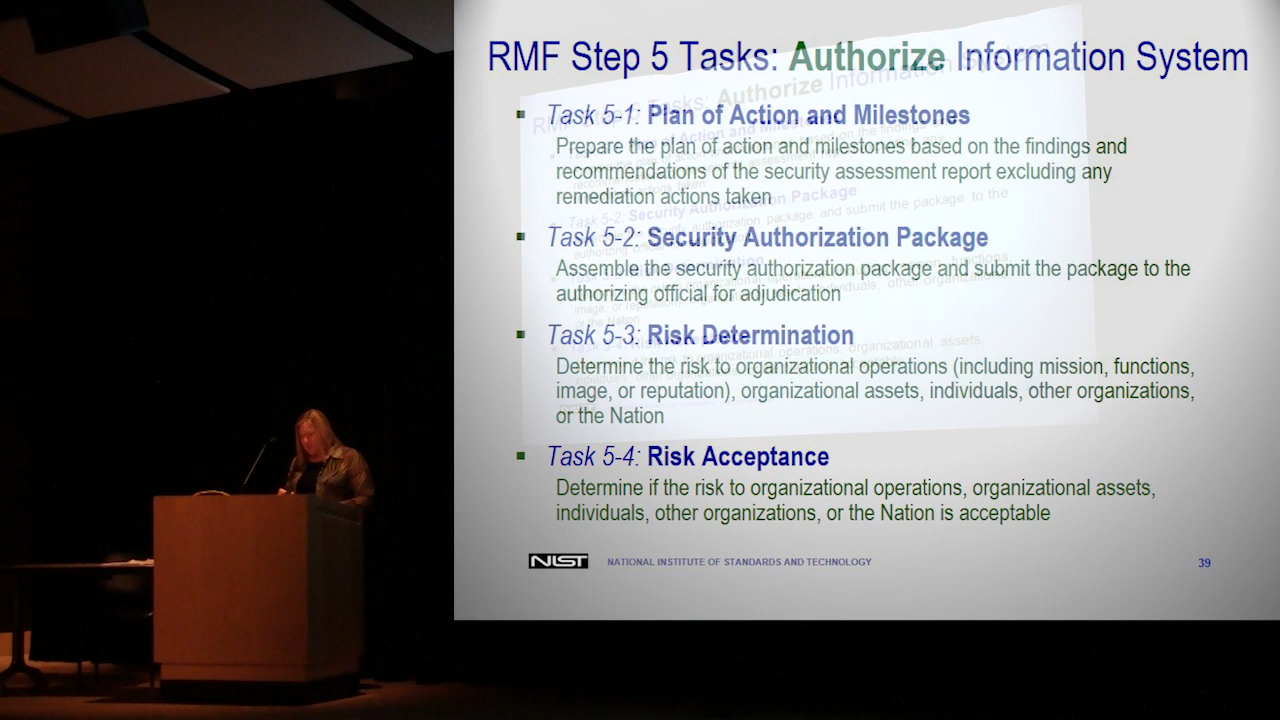 RMF Step 5 Tasks: Authorize Information System
Task 5-1: Plan of Action and Milestones
Prepare the plan of action and milestones based on the findings and
recommendations of the security assessment report excluding any
remediation actions taken
Task 5-2: Security Authorization Package
Assemble the security authorization package and submit the package to the
authorizing official for adjudication
Task 5-3: Risk Determination
Determine the risk to organizational operations (including mission, functions,
image, or reputation), organizational assets, individuals, other organizations,
or the Nation
Task 5-4: Risk Acceptance
Determine if the risk to organizational operations, organizational assets,
individuals, other organizations, or the Nation is acceptable
NIST NATIONAL INSTITUTE OF STANDARDS AND TECHNOLOGY 39